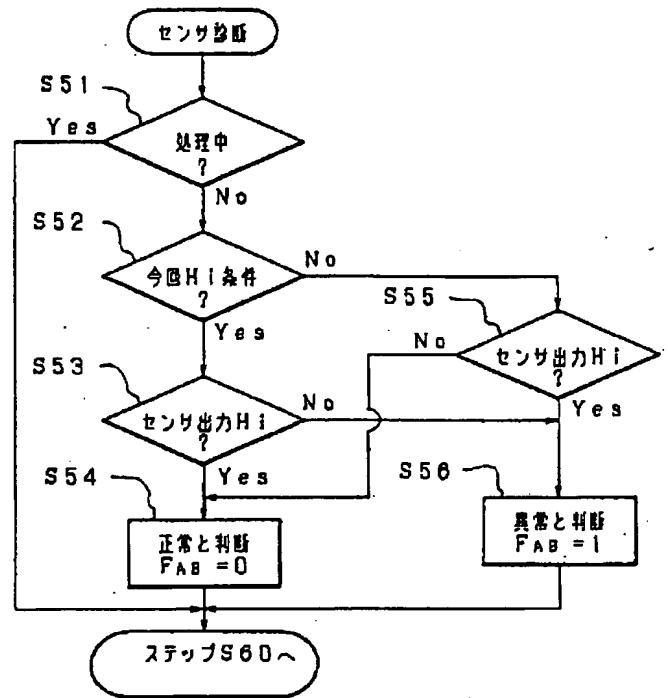 センサ診断
S51
Yes
処理中
?
No
S52
今回Hi条件
?
No
S55
Yes
No
センサ出力Hi
?
S53
センサ出力Hi
?
No
Yes
S54
Yes
S56
正常と判断
FAB=0
異常と判断
FAB=1
ステップS60へ